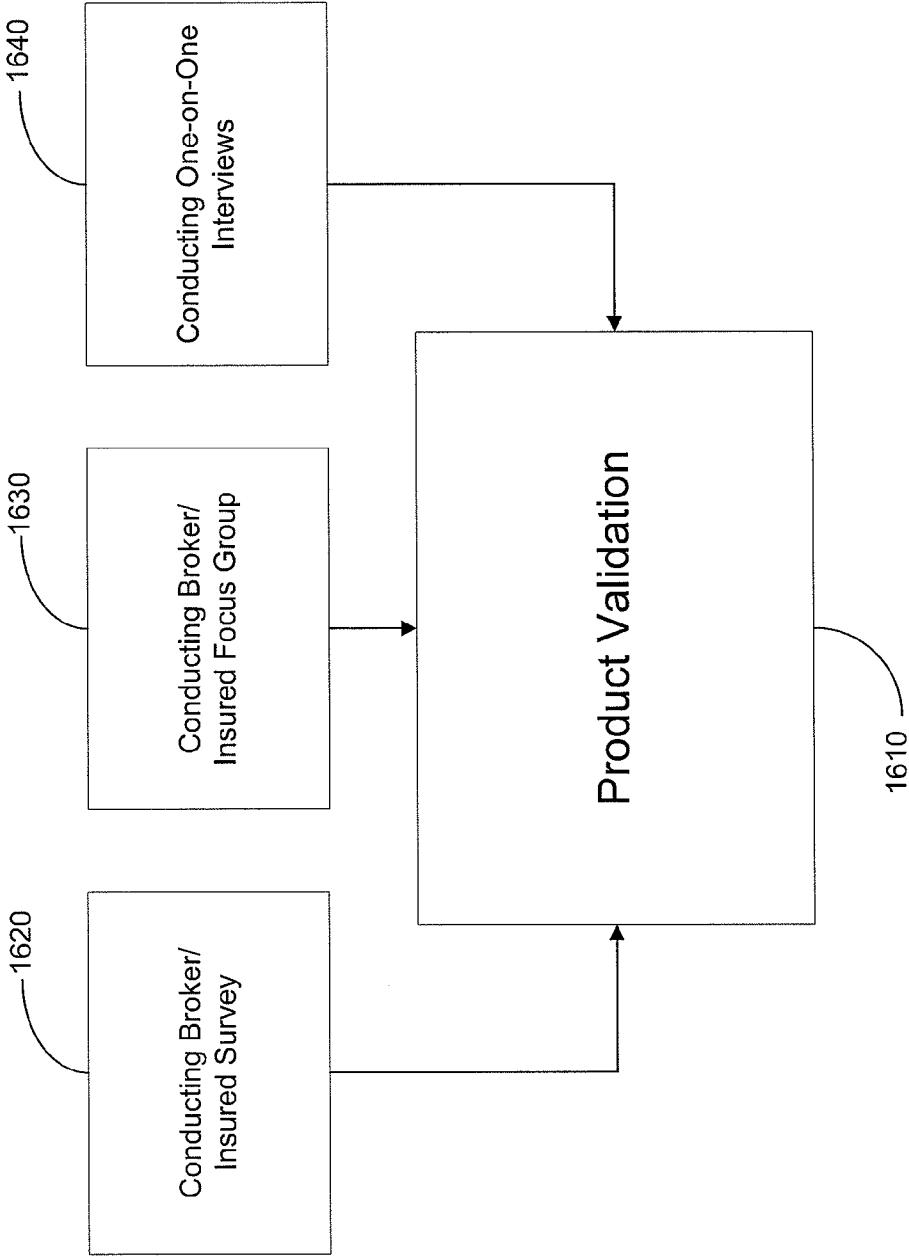 1620
Conducting Broker/
Insured Survey
1630
Conducting Broker/
Insured Focus Group
1640
Conducting One-on-One
Interviews
Product Validation
1610